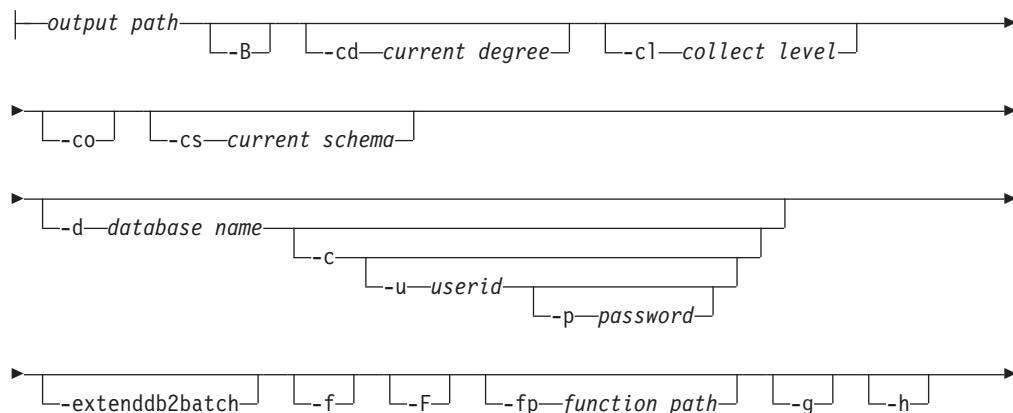 output path -B -cd current degree -cl collect level
-co -cs current schema
-d database name
-c
-u userid
-p password
-extenddb2batch -f -F -fp function path -g -h